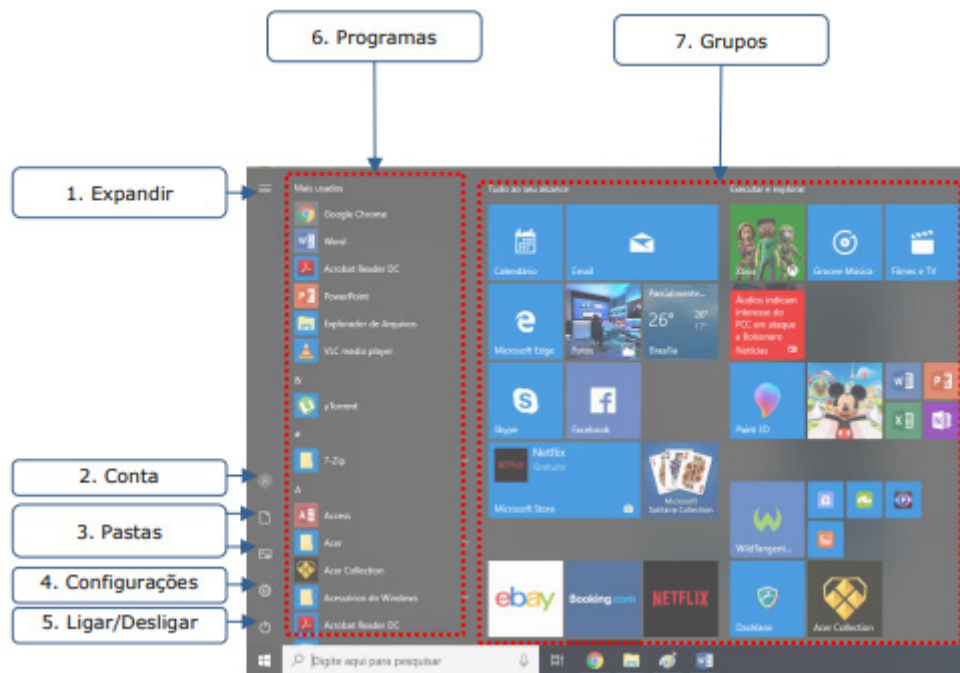 6. Programas
7. Grupos
1. Expandir
2. Conta
3. Pastas
4. Configurações
5. Ligar/Desligar
Mais usados
Google Chrome
Word
Acrobat Reader DC
PowerPoint
Explorador de Arquivos
VLC media player
&
µTorrent
#
7-Zip
A
Access
Acer
Acer Collection
Acessórios do Windows
Acrobat Reader DC
Tudo ao seu alcance
Calendário
Email
Microsoft Edge
Fotos
Parcialmente...
26°
26°
17°
Brasília
Skype
Facebook
NETFLIX
Netflix
Gratuito
Microsoft Store
Microsoft
Solitaire Collection
ebay
Booking.com
NETFLIX
Executar e explorar
Xbox
Groove Música
Filmes e TV
Áudios indicam
interesse do
PCC em ataque
a Bolsonaro
Notícias
Paint 3D
WildTangent...
Dashlane
Acer Collection
Digite aqui para pesquisar